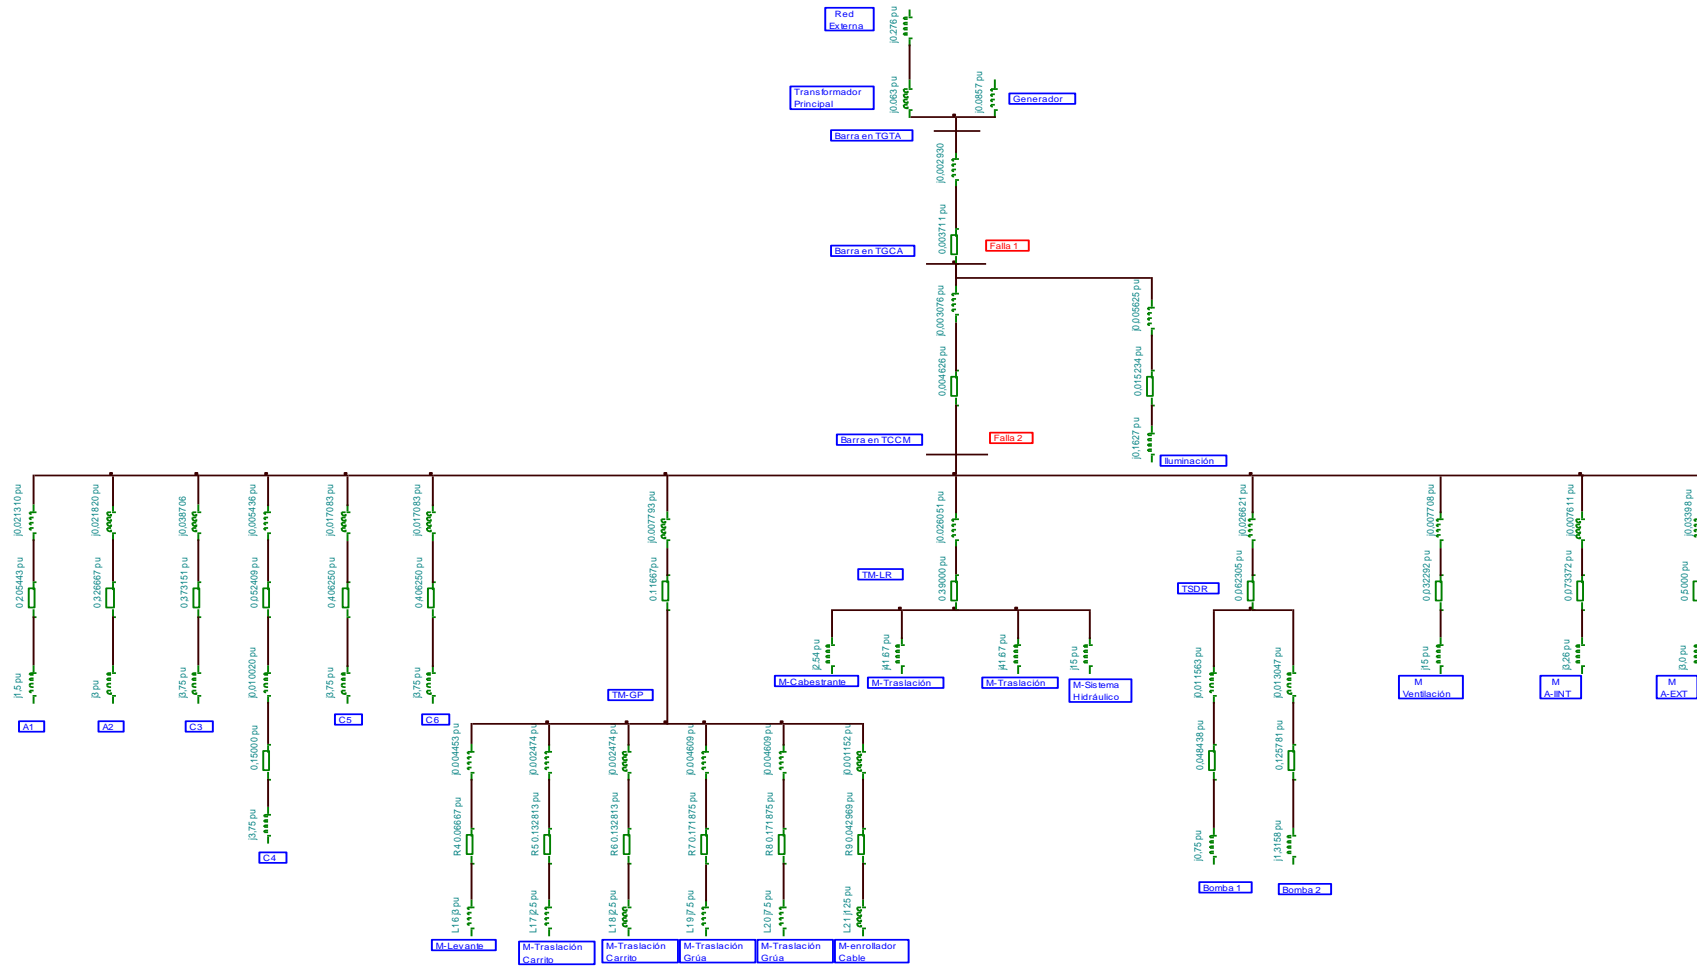 Red
Externa
j0.276 pu
Transformador
Principal
j0.063 pu
j0.0857 pu
Generador
Barra en TGTA
j0.002930
0,003711 pu
Barra en TGCA
Falla 1
j0.003076 pu
j0.005625 pu
0,004626 pu
0,015234 pu
Barra en TCCM
Falla 2
j0,1627 pu
Iluminación
j0,021310 pu
j0,021820 pu
j0,038706
j0,005436 pu
j0,017083 pu
j0,017083 pu
j0.007793 pu
j0.026051 pu
j0,026621 pu
j0,007708 pu
j0,007611 pu
j0,03398 pu
0,205443 pu
0,326667 pu
0,373151 pu
0,052409 pu
0,406250 pu
0,406250 pu
0,11667pu
TM-LR
0,39000 pu
TSDR
0,062305 pu
0,032292 pu
0,073372 pu
0,5000 pu
j1,5 pu
j3 pu
j3,75 pu
j0,010020 pu
j3,75 pu
j3,75 pu
j2,54 pu
j41.67 pu
j41.67 pu
j15 pu
j0,011563 pu
j0,013047 pu
j15 pu
j3,26 pu
j3,0 pu
M-Cabestrante
M-Traslación
M-Traslación
M-Sistema
Hidráulico
M
Ventilación
M
A-IINT
M
A-EXT
TM-GP
A1
A2
C3
C5
C6
0,15000 pu
j0.004453 pu
j0.002474 pu
j0.002474 pu
j0.004609 pu
j0.004609 pu
j0.001152 pu
0,048438 pu
0,125781 pu
j3,75 pu
C4
R4 0.06667 pu
R5 0.132813 pu
R6 0.132813 pu
R7 0.171875 pu
R8 0.171875 pu
R9 0.042969 pu
j0,75 pu
j1,3158 pu
Bomba 1
Bomba 2
L16 j3 pu
L17 j2.5 pu
L18 j2.5 pu
L19 j7.5 pu
L20 j7.5 pu
L21 j125 pu
M-Levante
M-Traslación
Carrito
M-Traslación
Carrito
M-Traslación
Grúa
M-Traslación
Grúa
M-enrollador
Cable